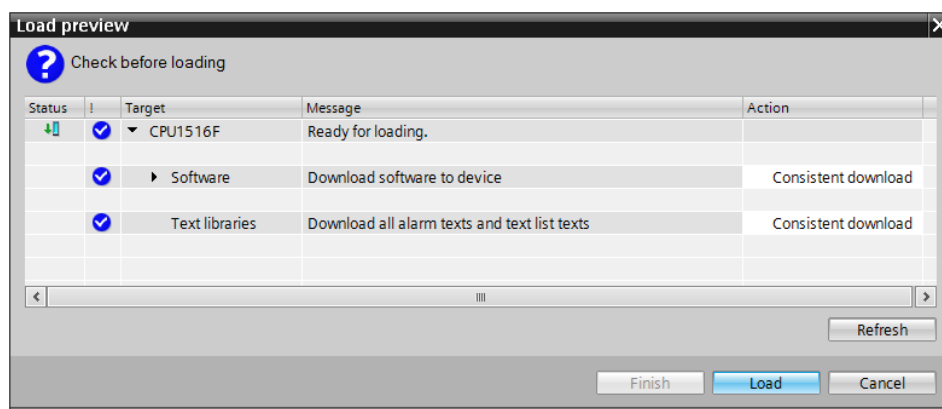 Load preview
Check before loading
Status ! Target Message Action
CPU1516F Ready for loading.
Software Download software to device Consistent download
Text libraries Download all alarm texts and text list texts Consistent download
Refresh
Finish Load Cancel